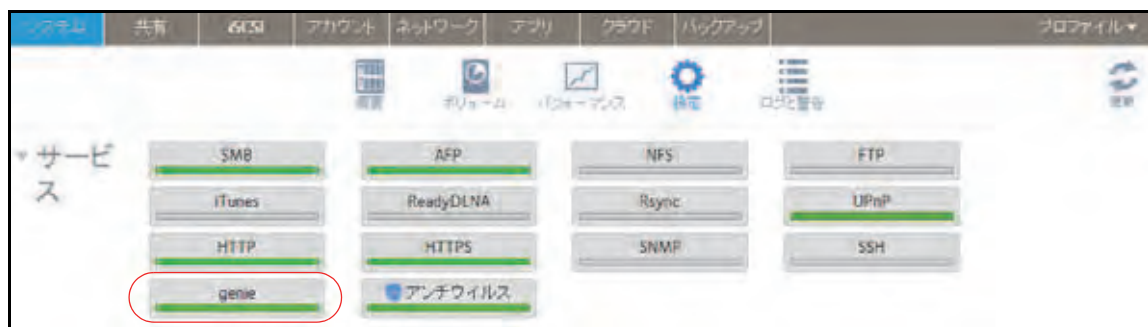 システム 共有 iSCSI アカウント ネットワーク アプリ クラウド バックアップ プロファイル▼
概要 ボリューム パフォーマンス 設定 ログと警告 更新
▼サービ
ス
SMB AFP NFS FTP
iTunes ReadyDLNA Rsync UPnP
HTTP HTTPS SNMP SSH
genie アンチウイルス